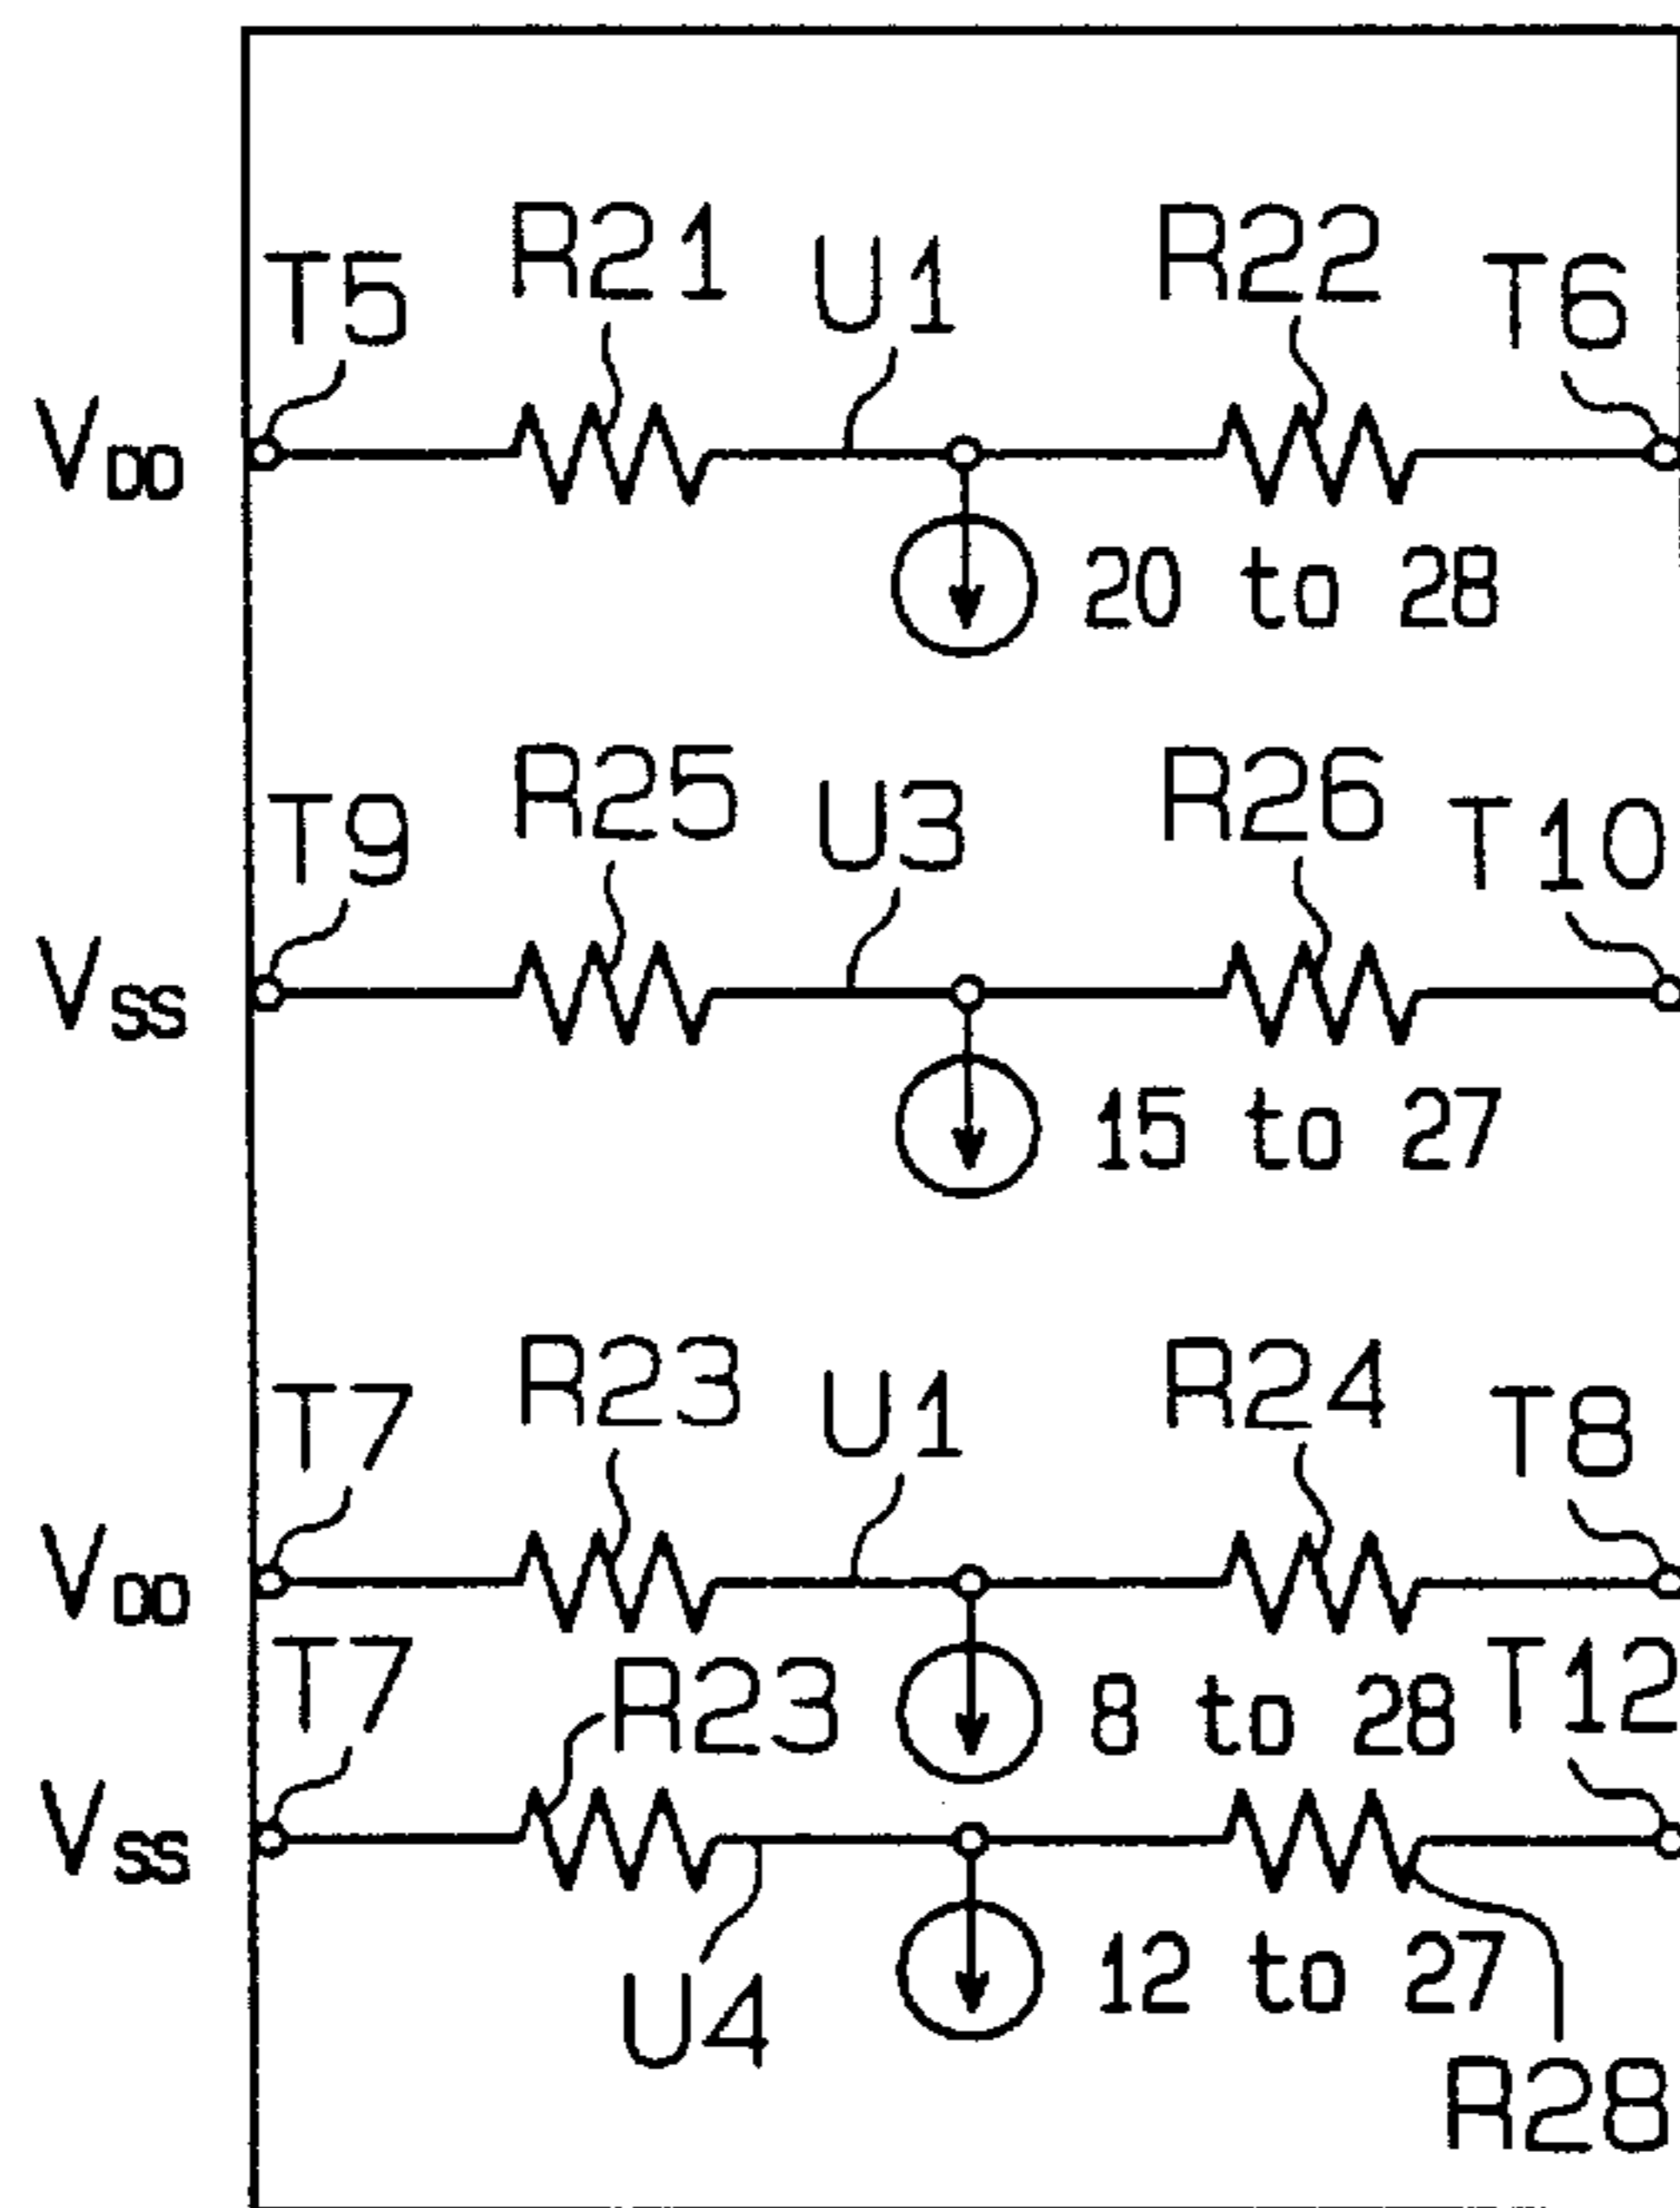 T5 R21 U1 R22 T6
VDD
20 to 28
T9 R25 U3 R26 T10
VSS
15 to 27
T7 R23 U1 R24 T8
VDD
T7 R23 8 to 28 T12
VSS
12 to 27
U4
R28